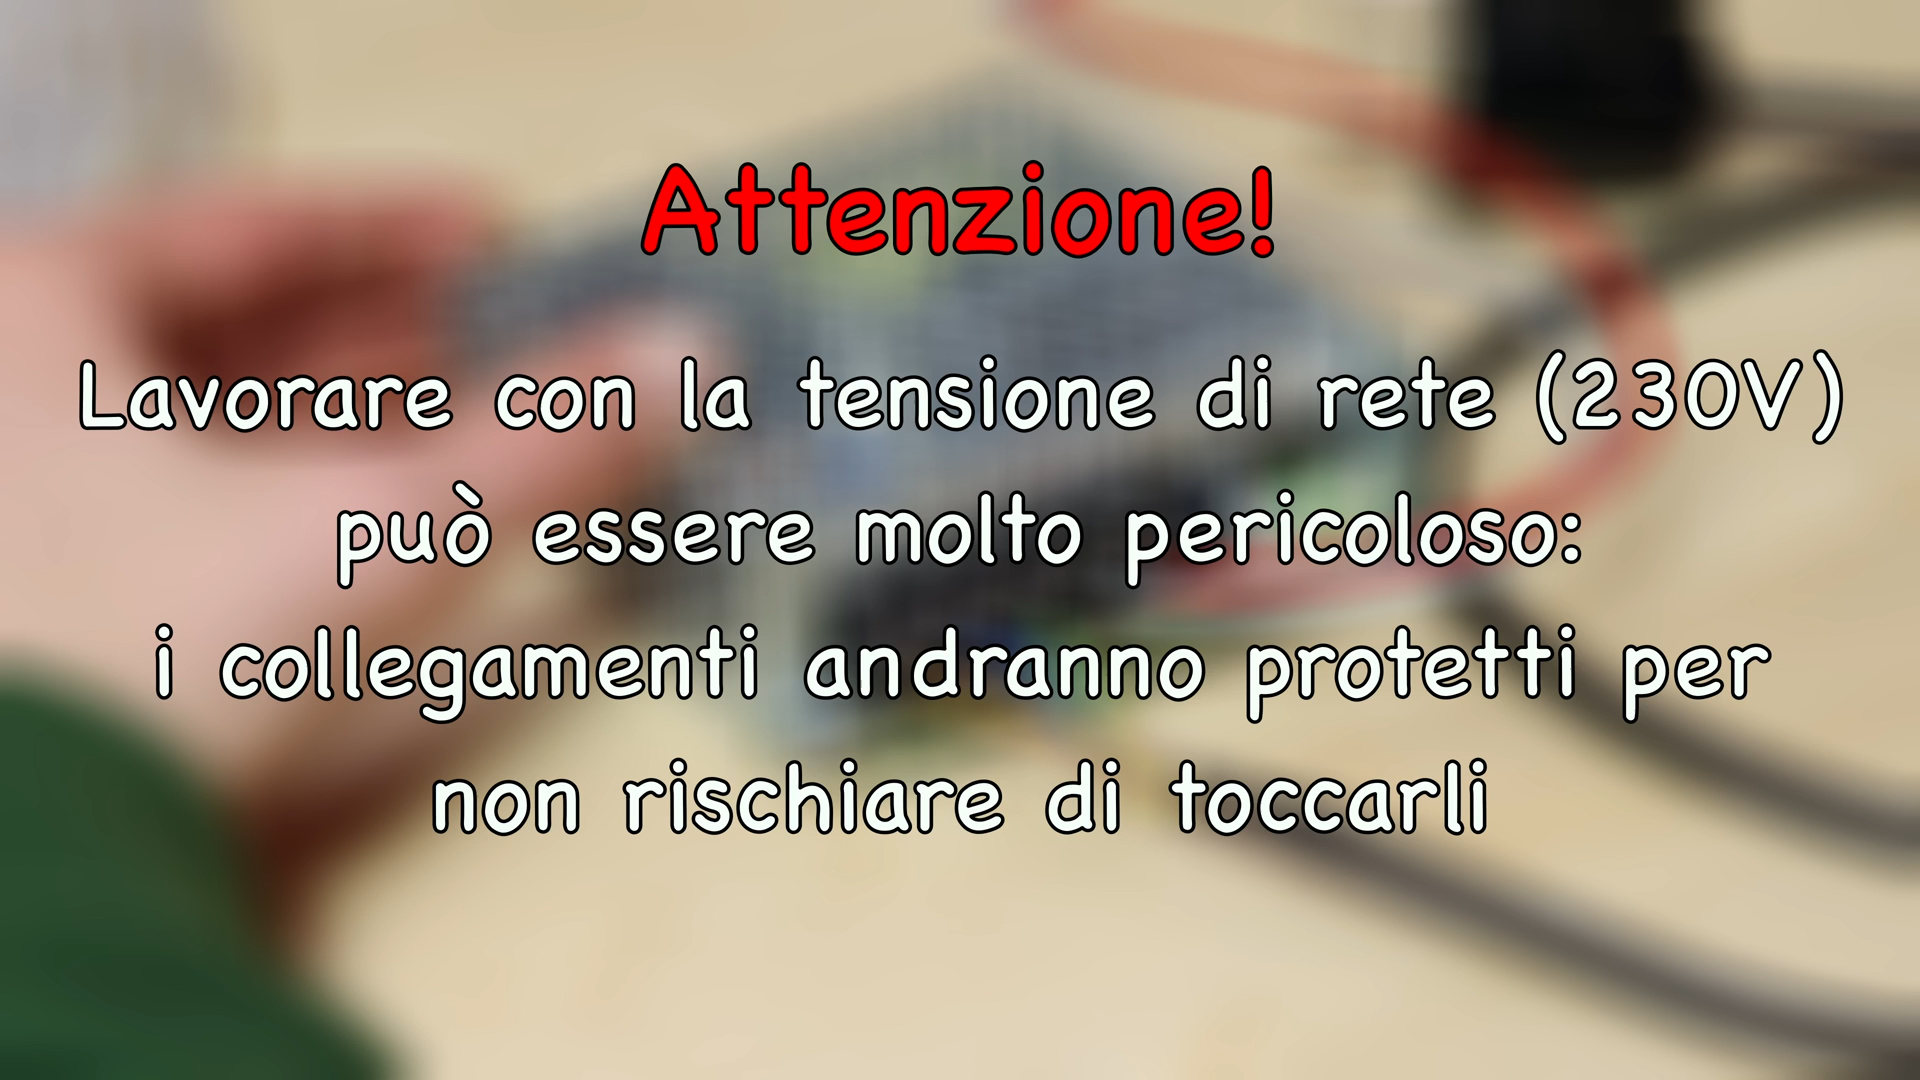 Attenzione!
Lavorare con la tensione di rete (230V)
può essere molto pericoloso:
i collegamenti andranno protetti per
non rischiare di toccarli